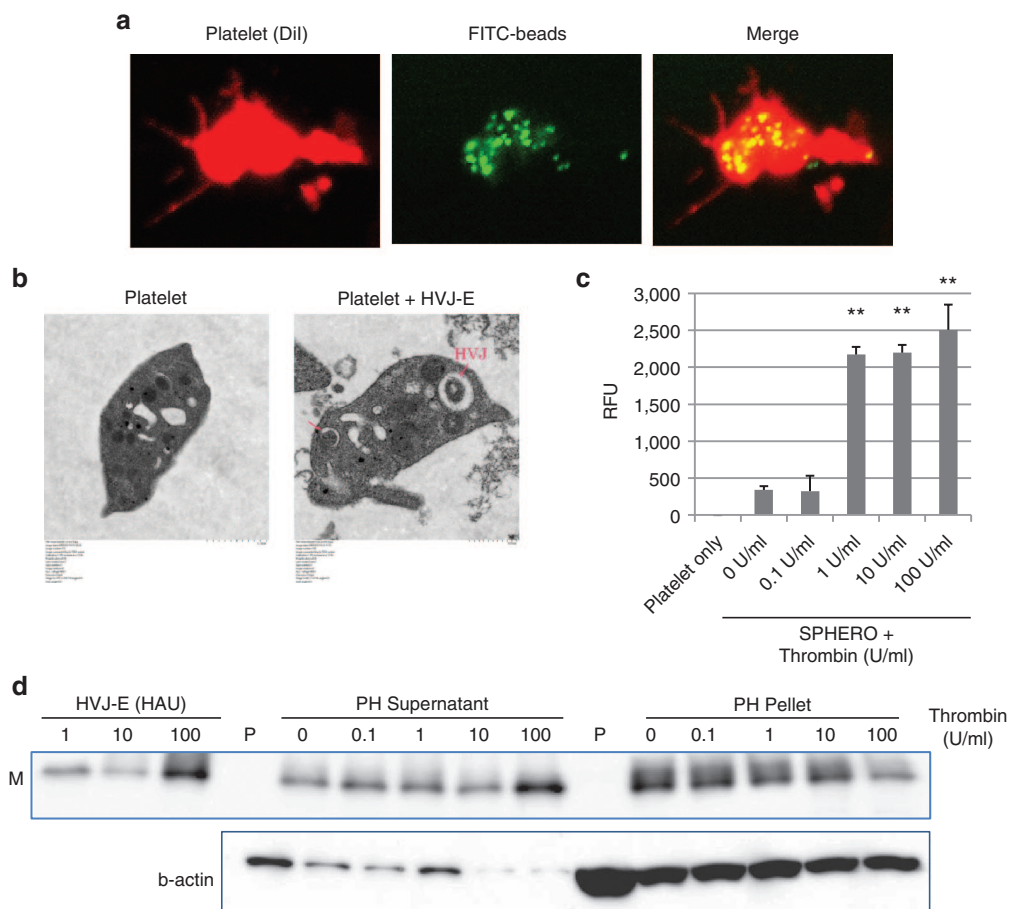 a
Platelet (DiI) FITC-beads Merge
b
Platelet Platelet + HVJ-E
HVJ
c
RFU
3,000
2,500
2,000
1,500
1,000
500
0
** ** **
Platelet only 0 U/ml 0.1 U/ml 1 U/ml 10 U/ml 100 U/ml
SPHERO +
Thrombin (U/ml)
d
HVJ-E (HAU) PH Supernatant PH Pellet Thrombin
(U/ml)
1 10 100 P 0 0.1 1 10 100 P 0 0.1 1 10 100
M
b-actin